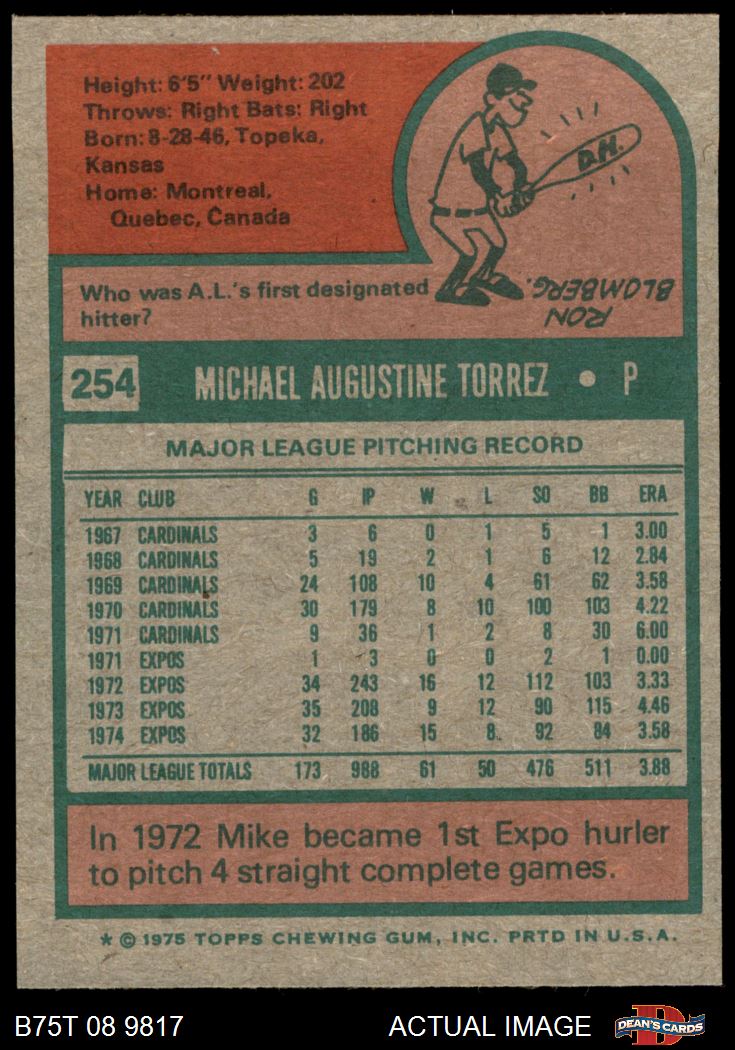 Height: 6'5" Weight: 202
Throws: Right Bats: Right
Born: 8-28-46, Topeka,
Kansas
Home: Montreal,
Quebec, Canada
D.H.
Who was A.L.'s first designated
hitter?
RON
BLOMBERG.
254 MICHAEL AUGUSTINE TORREZ • P
MAJOR LEAGUE PITCHING RECORD
YEAR CLUB G IP W L SO BB ERA
1967 CARDINALS 3 6 0 1 5 1 3.00
1968 CARDINALS 5 19 2 1 6 12 2.84
1969 CARDINALS 24 108 10 4 61 62 3.58
1970 CARDINALS 30 179 8 10 100 103 4.22
1971 CARDINALS 9 36 1 2 8 30 6.00
1971 EXPOS 1 3 0 0 2 1 0.00
1972 EXPOS 34 243 16 12 112 103 3.33
1973 EXPOS 35 208 9 12 90 115 4.46
1974 EXPOS 32 186 15 8 92 84 3.58
MAJOR LEAGUE TOTALS 173 988 61 50 476 511 3.88
In 1972 Mike became 1st Expo hurler
to pitch 4 straight complete games.
* © 1975 TOPPS CHEWING GUM, INC. PRTD IN U.S.A.
B75T 08 9817 ACTUAL IMAGE D DEAN'S CARDS